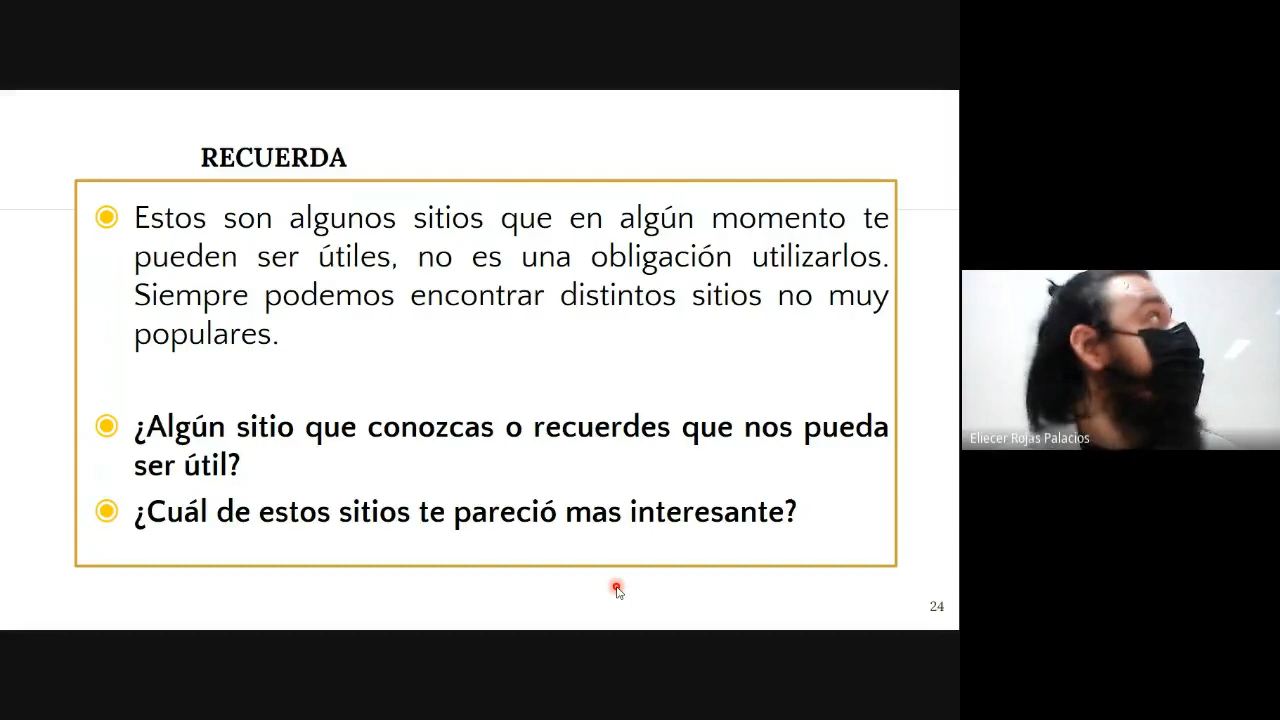 RECUERDA
Estos son algunos sitios que en algún momento te
pueden ser útiles, no es una obligación utilizarlos.
Siempre podemos encontrar distintos sitios no muy
populares.
¿Algún sitio que conozcas o recuerdes que nos pueda
ser útil?
¿Cuál de estos sitios te pareció mas interesante?
24
Eliecer Rojas Palacios